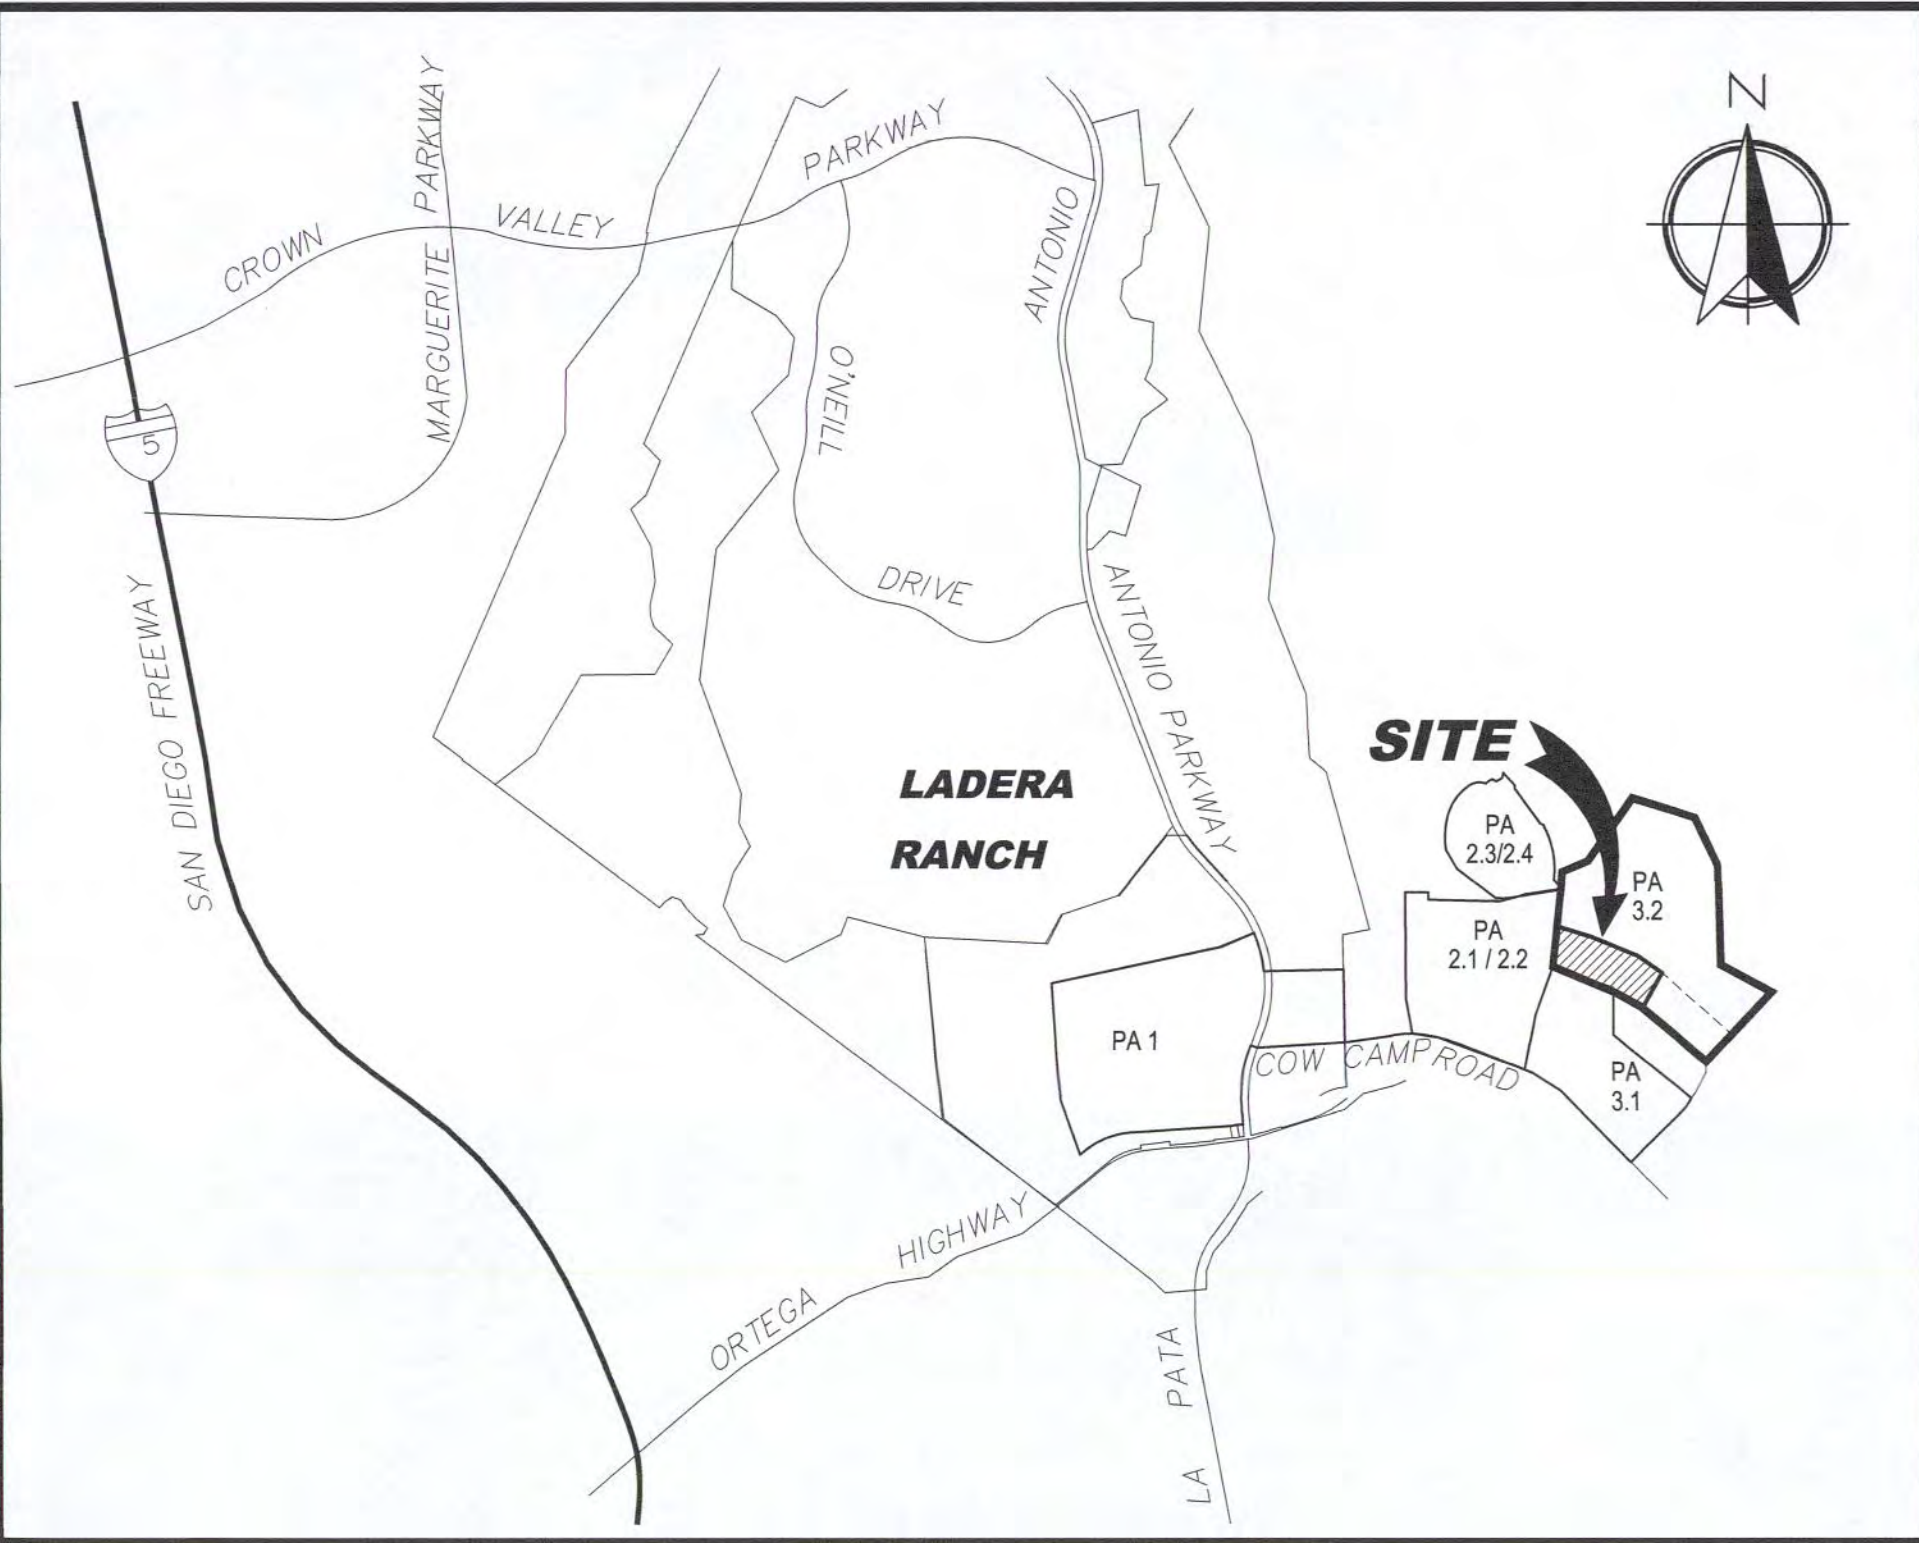 N
CROWN
VALLEY
PARKWAY
MARGUERITE PARKWAY
5
SAN DIEGO FREEWAY
O'NEILL
DRIVE
ANTONIO
ANTONIO PARKWAY
LADERA
RANCH
SITE
PA
2.3/2.4
PA
3.2
PA
2.1 / 2.2
PA 1
COW CAMP ROAD
PA
3.1
ORTEGA
HIGHWAY
LA PATA